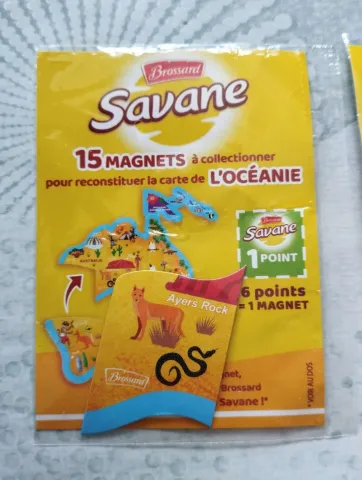 Brossard
Savane
15 MAGNETS à collectionner
pour reconstituer la carte de L'OCÉANIE
Brossard
Savane
1 POINT
AUSTRALIE
6 points
= 1 MAGNET
Ayers Rock
Brossard
net,
Brossard
Savane !*
* VOIR AU DOS